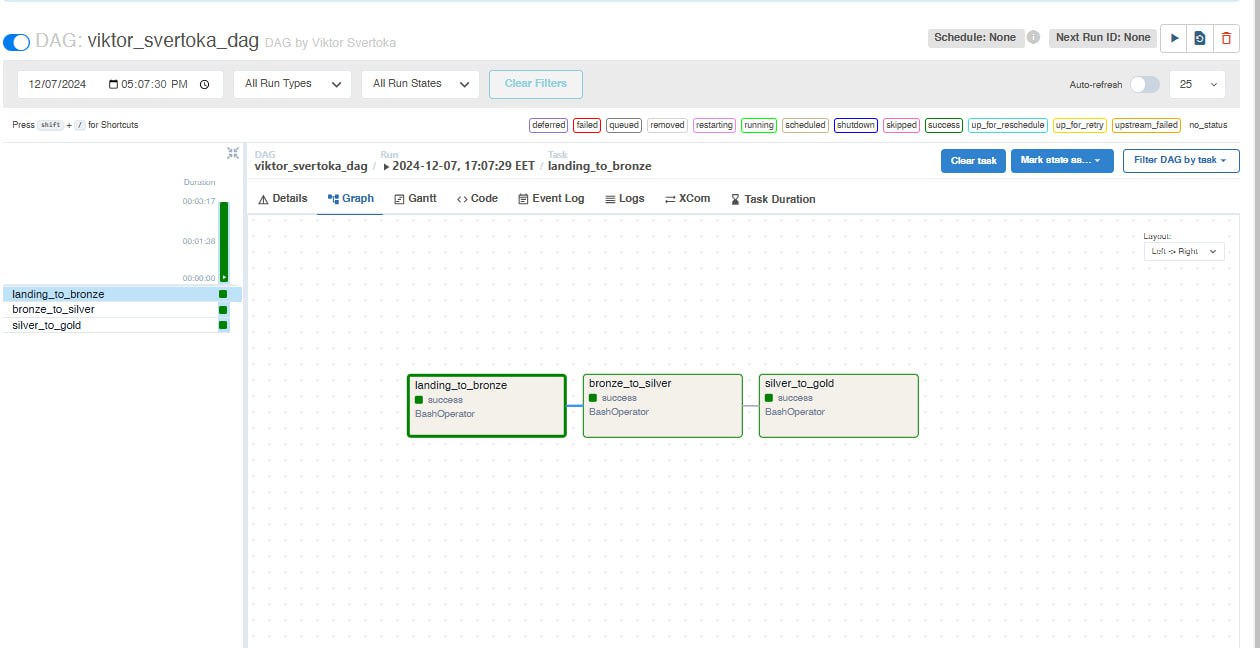 DAG: viktor_svertoka_dag DAG by Viktor Svertoka
Schedule: None
i
Next Run ID: None
12/07/2024 05:07:30 PM
All Run Types
All Run States
Clear Filters
Auto-refresh
25
Press shift + / for Shortcuts
deferred failed queued removed restarting running scheduled shutdown skipped success up_for_reschedule up_for_retry upstream_failed no_status
DAG
viktor_svertoka_dag
/
Run
2024-12-07, 17:07:29 EET
/
Task
landing_to_bronze
Clear task
Mark state as...
Filter DAG by task
Duration
00:03:17
00:01:38
00:00:00
landing_to_bronze
bronze_to_silver
silver_to_gold
Details
Graph
Gantt
Code
Event Log
Logs
XCom
Task Duration
Layout:
Left -> Right
landing_to_bronze
success
BashOperator
bronze_to_silver
success
BashOperator
silver_to_gold
success
BashOperator